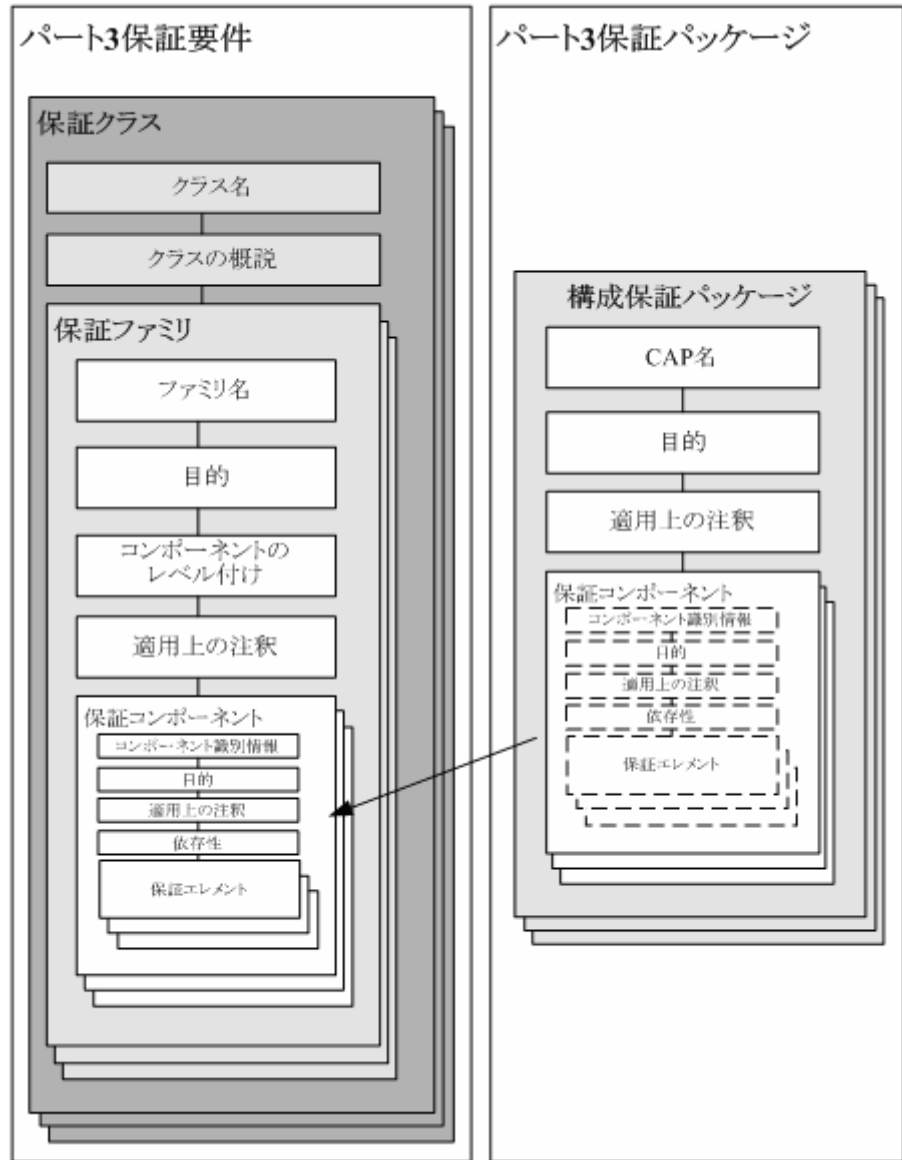 パート3保証要件
保証クラス
クラス名
クラスの概説
保証ファミリ
ファミリ名
目的
コンポーネントの
レベル付け
適用上の注釈
保証コンポーネント
コンポーネント識別情報
目的
適用上の注釈
依存性
保証エレメント
パート3保証パッケージ
構成保証パッケージ
CAP名
目的
適用上の注釈
保証コンポーネント
コンポーネント識別情報
目的
適用上の注釈
依存性
保証エレメント